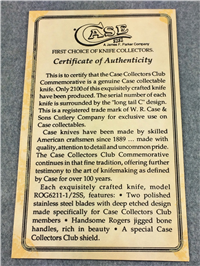 CASE
XX
A James F. Parker Company
FIRST CHOICE OF KNIFE COLLECTORS.
Certificate of Authenticity
This is to certify that the Case Collectors Club
Commemorative is a genuine Case collectable
knife. Only 2100 of this exquisitely crafted knife
have been produced. The serial number of each
knife is surrounded by the "long tail C" design.
This is a registered trade mark of W. R. Case &
Sons Cutlery Company for exclusive use on
Case collectables.
Case knives have been made by skilled
American craftsmen since 1889 ... made with
quality, attention to detail and uncommon pride.
The Case Collectors Club Commemorative
continues in that fine tradition, offering further
testimony to the art of knifemaking as defined
by Case for over 100 years.
Each exquisitely crafted knife, model
ROG6211-1/2SS, features: • Two polished
stainless steel blades with deep etched design
made specifically for Case Collectors Club
members • Handsome Rogers jigged bone
handles, rich in beauty • A special Case
Collectors Club shield.